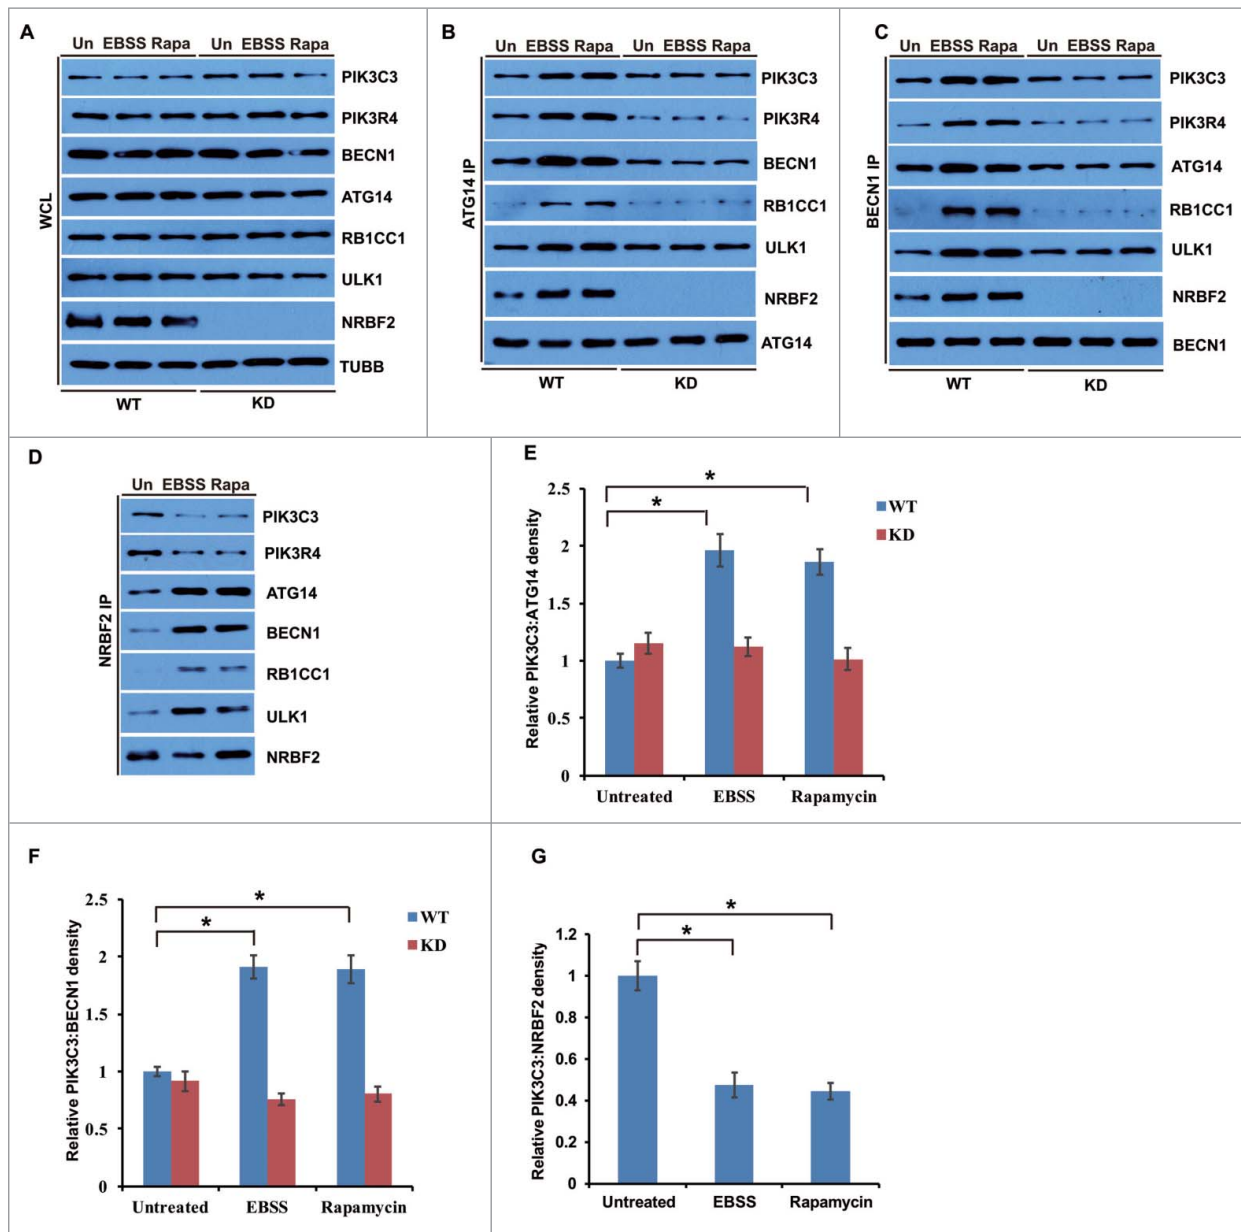 A
Un EBSS Rapa Un EBSS Rapa
PIK3C3
PIK3R4
BECN1
ATG14
RB1CC1
ULK1
NRBF2
TUBB
WCL
WT KD
B
Un EBSS Rapa Un EBSS Rapa
PIK3C3
PIK3R4
BECN1
RB1CC1
ULK1
NRBF2
ATG14
ATG14 IP
WT KD
C
Un EBSS Rapa Un EBSS Rapa
PIK3C3
PIK3R4
ATG14
RB1CC1
ULK1
NRBF2
BECN1
BECN1 IP
WT KD
D
Un EBSS Rapa
PIK3C3
PIK3R4
ATG14
BECN1
RB1CC1
ULK1
NRBF2
NRBF2 IP
E
Relative PIK3C3:ATG14 density
2.5
2
1.5
1
0.5
0
* *
WT
KD
Untreated EBSS Rapamycin
F
Relative PIK3C3:BECN1 density
2.5
2
1.5
1
0.5
0
* *
WT
KD
Untreated EBSS Rapamycin
G
Relative PIK3C3:NRBF2 density
1.2
1
0.8
0.6
0.4
0.2
0
* *
Untreated EBSS Rapamycin